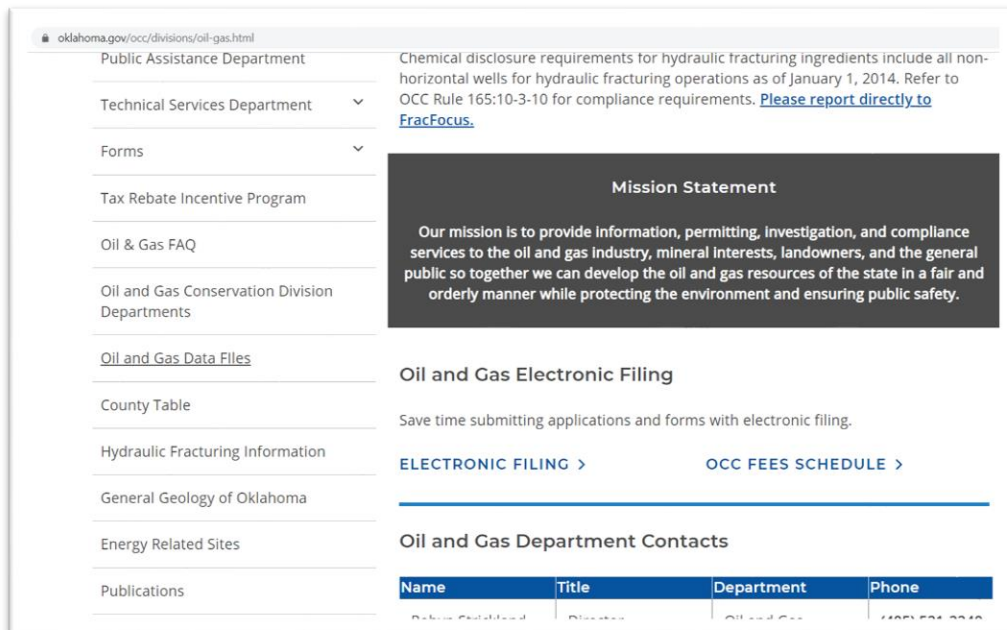 oklahoma.gov/occ/divisions/oil-gas.html
Public Assistance Department
Technical Services Department
Forms
Tax Rebate Incentive Program
Oil & Gas FAQ
Oil and Gas Conservation Division
Departments
Oil and Gas Data FIles
County Table
Hydraulic Fracturing Information
General Geology of Oklahoma
Energy Related Sites
Publications
Chemical disclosure requirements for hydraulic fracturing ingredients include all non-
horizontal wells for hydraulic fracturing operations as of January 1, 2014. Refer to
OCC Rule 165:10-3-10 for compliance requirements. Please report directly to
FracFocus.
Mission Statement
Our mission is to provide information, permitting, investigation, and compliance
services to the oil and gas industry, mineral interests, landowners, and the general
public so together we can develop the oil and gas resources of the state in a fair and
orderly manner while protecting the environment and ensuring public safety.
Oil and Gas Electronic Filing
Save time submitting applications and forms with electronic filing.
ELECTRONIC FILING > OCC FEES SCHEDULE >
Oil and Gas Department Contacts
Name Title Department Phone
Director Oil and Gas